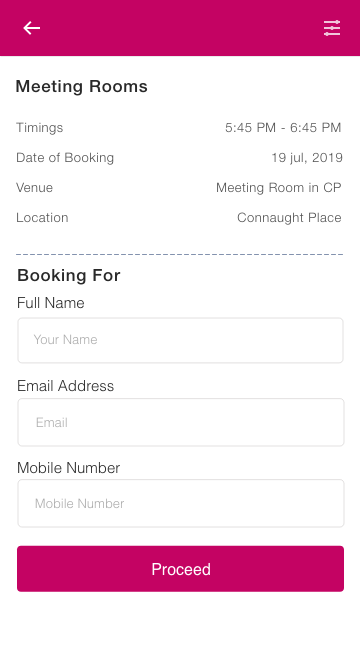 Meeting Rooms
Timings 5:45 PM - 6:45 PM
Date of Booking 19 jul, 2019
Venue Meeting Room in CP
Location Connaught Place
Booking For
Full Name
Your Name
Email Address
Email
Mobile Number
Mobile Number
Proceed